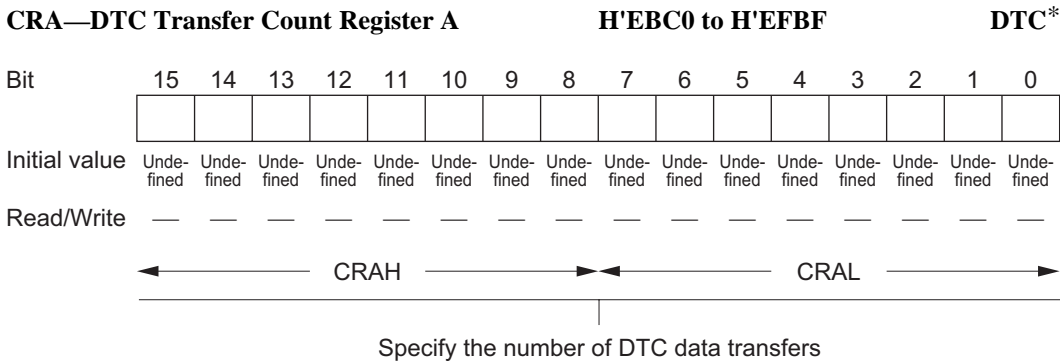 CRA—DTC Transfer Count Register A H'EBC0 to H'EFBF DTC*
Bit 15 14 13 12 11 10 9 8 7 6 5 4 3 2 1 0
Initial value Unde- Unde- Unde- Unde- Unde- Unde- Unde- Unde- Unde- Unde- Unde- Unde- Unde- Unde- Unde- Unde-
fined fined fined fined fined fined fined fined fined fined fined fined fined fined fined fined
Read/Write — — — — — — — — — — — — — — — —
CRAH CRAL
Specify the number of DTC data transfers